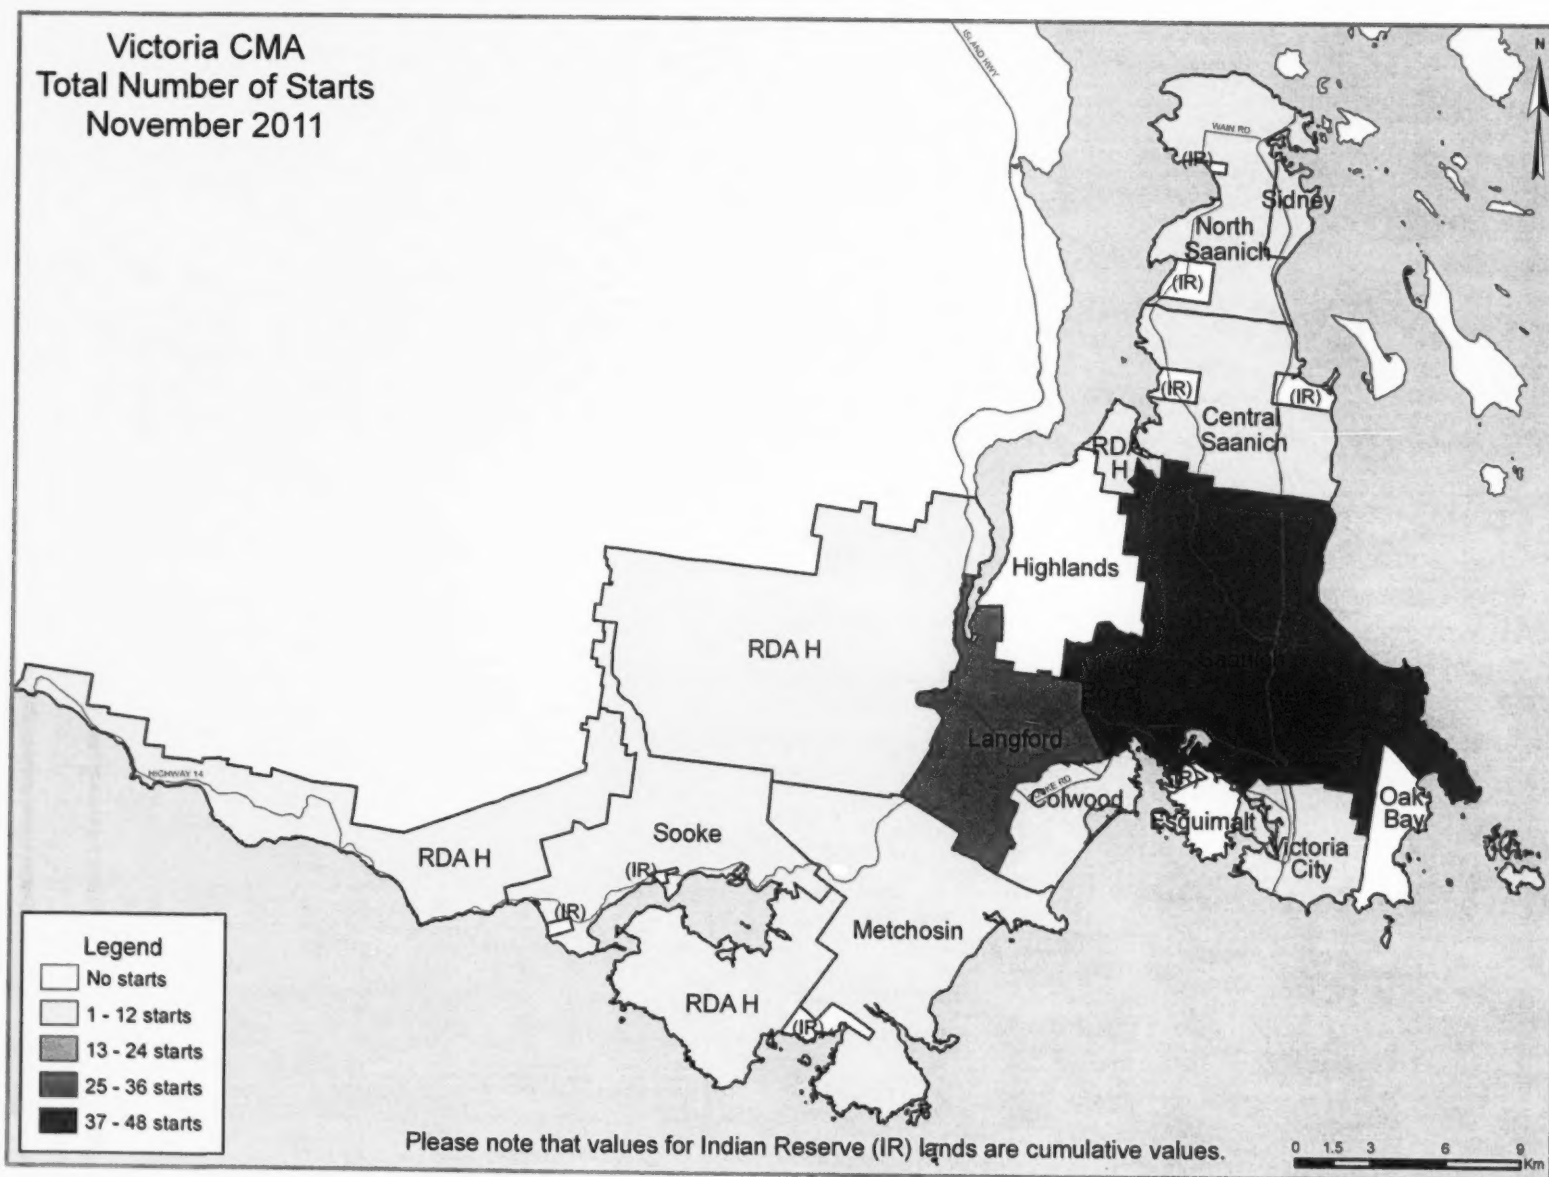 Victoria CMA
Total Number of Starts
November 2011
ISLAND HWY
N
WAIN RD
(IR)
Sidney
North
Saanich
(IR)
(IR)
(IR)
Central
Saanich
RDA
H
Highlands
RDA H
Saanich
View
Royal
Langford
HIGHWAY 14
Colwood
(IR)
Oak
Bay
Esquimalt
Victoria
City
Sooke
RDA H
(IR)
(IR)
Metchosin
RDA H
(IR)
Legend
No starts
1 - 12 starts
13 - 24 starts
25 - 36 starts
37 - 48 starts
Please note that values for Indian Reserve (IR) lands are cumulative values.
0 1.5 3 6 9
Km